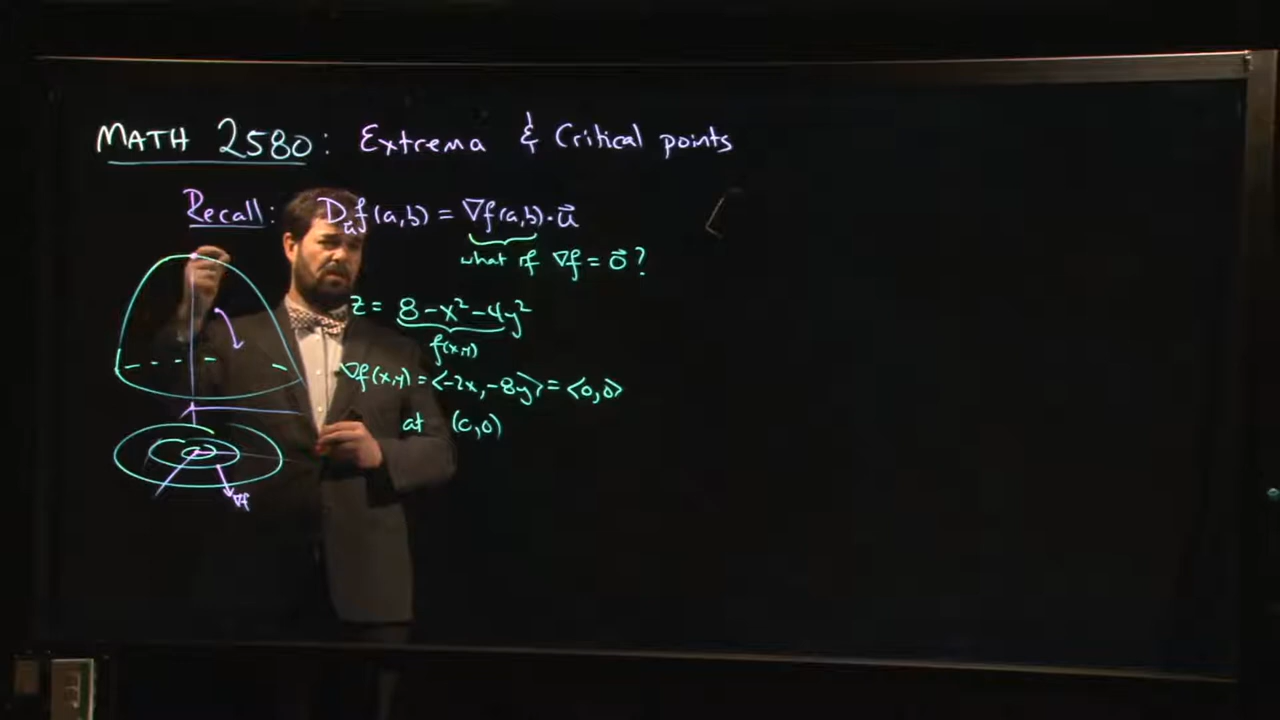 MATH 2580: Extrema & Critical points
Recall: D_u⃗ f(a,b) = ∇f(a,b)·u⃗
what if ∇f = 0⃗ ?
z = 8 - x² - 4y²
f(x,y)
∇f(x,y) = <-2x, -8y> = <0,0>
at (0,0)
∇f